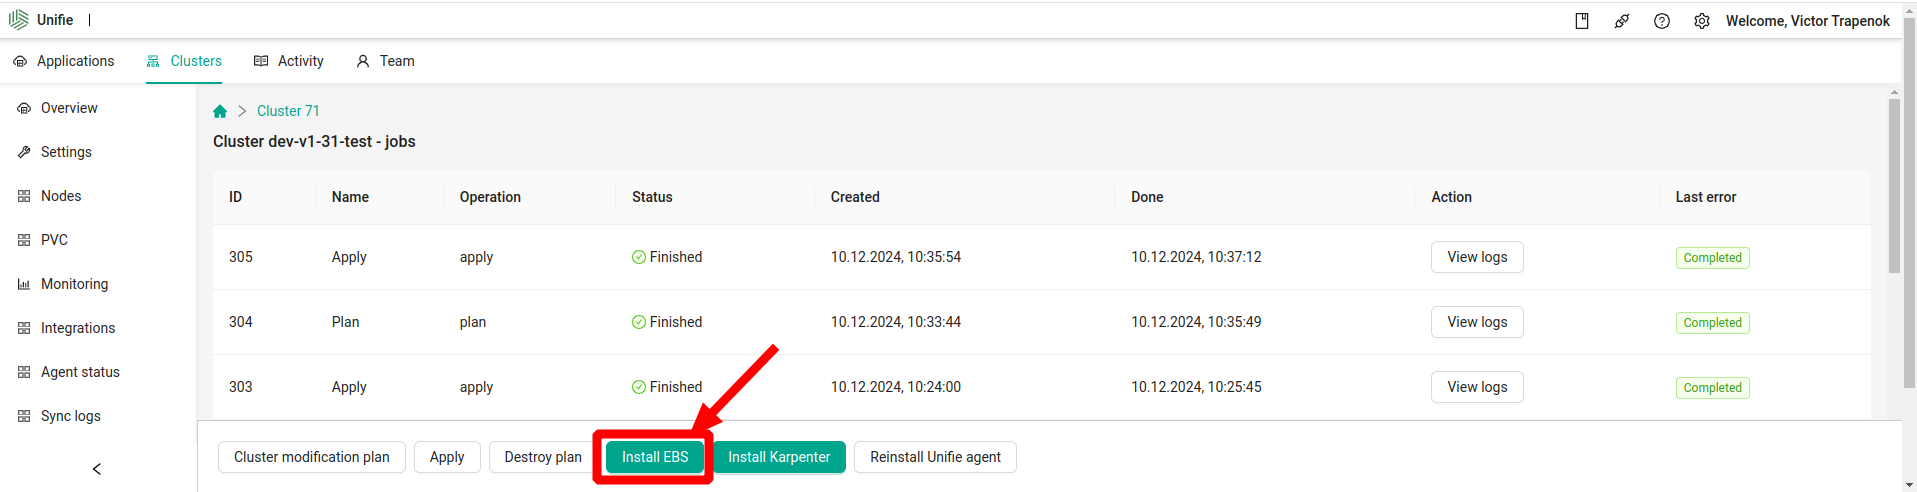 Unifie
Welcome, Victor Trapenok
Applications Clusters Activity Team
Overview
Settings
Nodes
PVC
Monitoring
Integrations
Agent status
Sync logs
Cluster 71
Cluster dev-v1-31-test - jobs
ID Name Operation Status Created Done Action Last error
305 Apply apply Finished 10.12.2024, 10:35:54 10.12.2024, 10:37:12 View logs Completed
304 Plan plan Finished 10.12.2024, 10:33:44 10.12.2024, 10:35:49 View logs Completed
303 Apply apply Finished 10.12.2024, 10:24:00 10.12.2024, 10:25:45 View logs Completed
Cluster modification plan Apply Destroy plan Install EBS Install Karpenter Reinstall Unifie agent